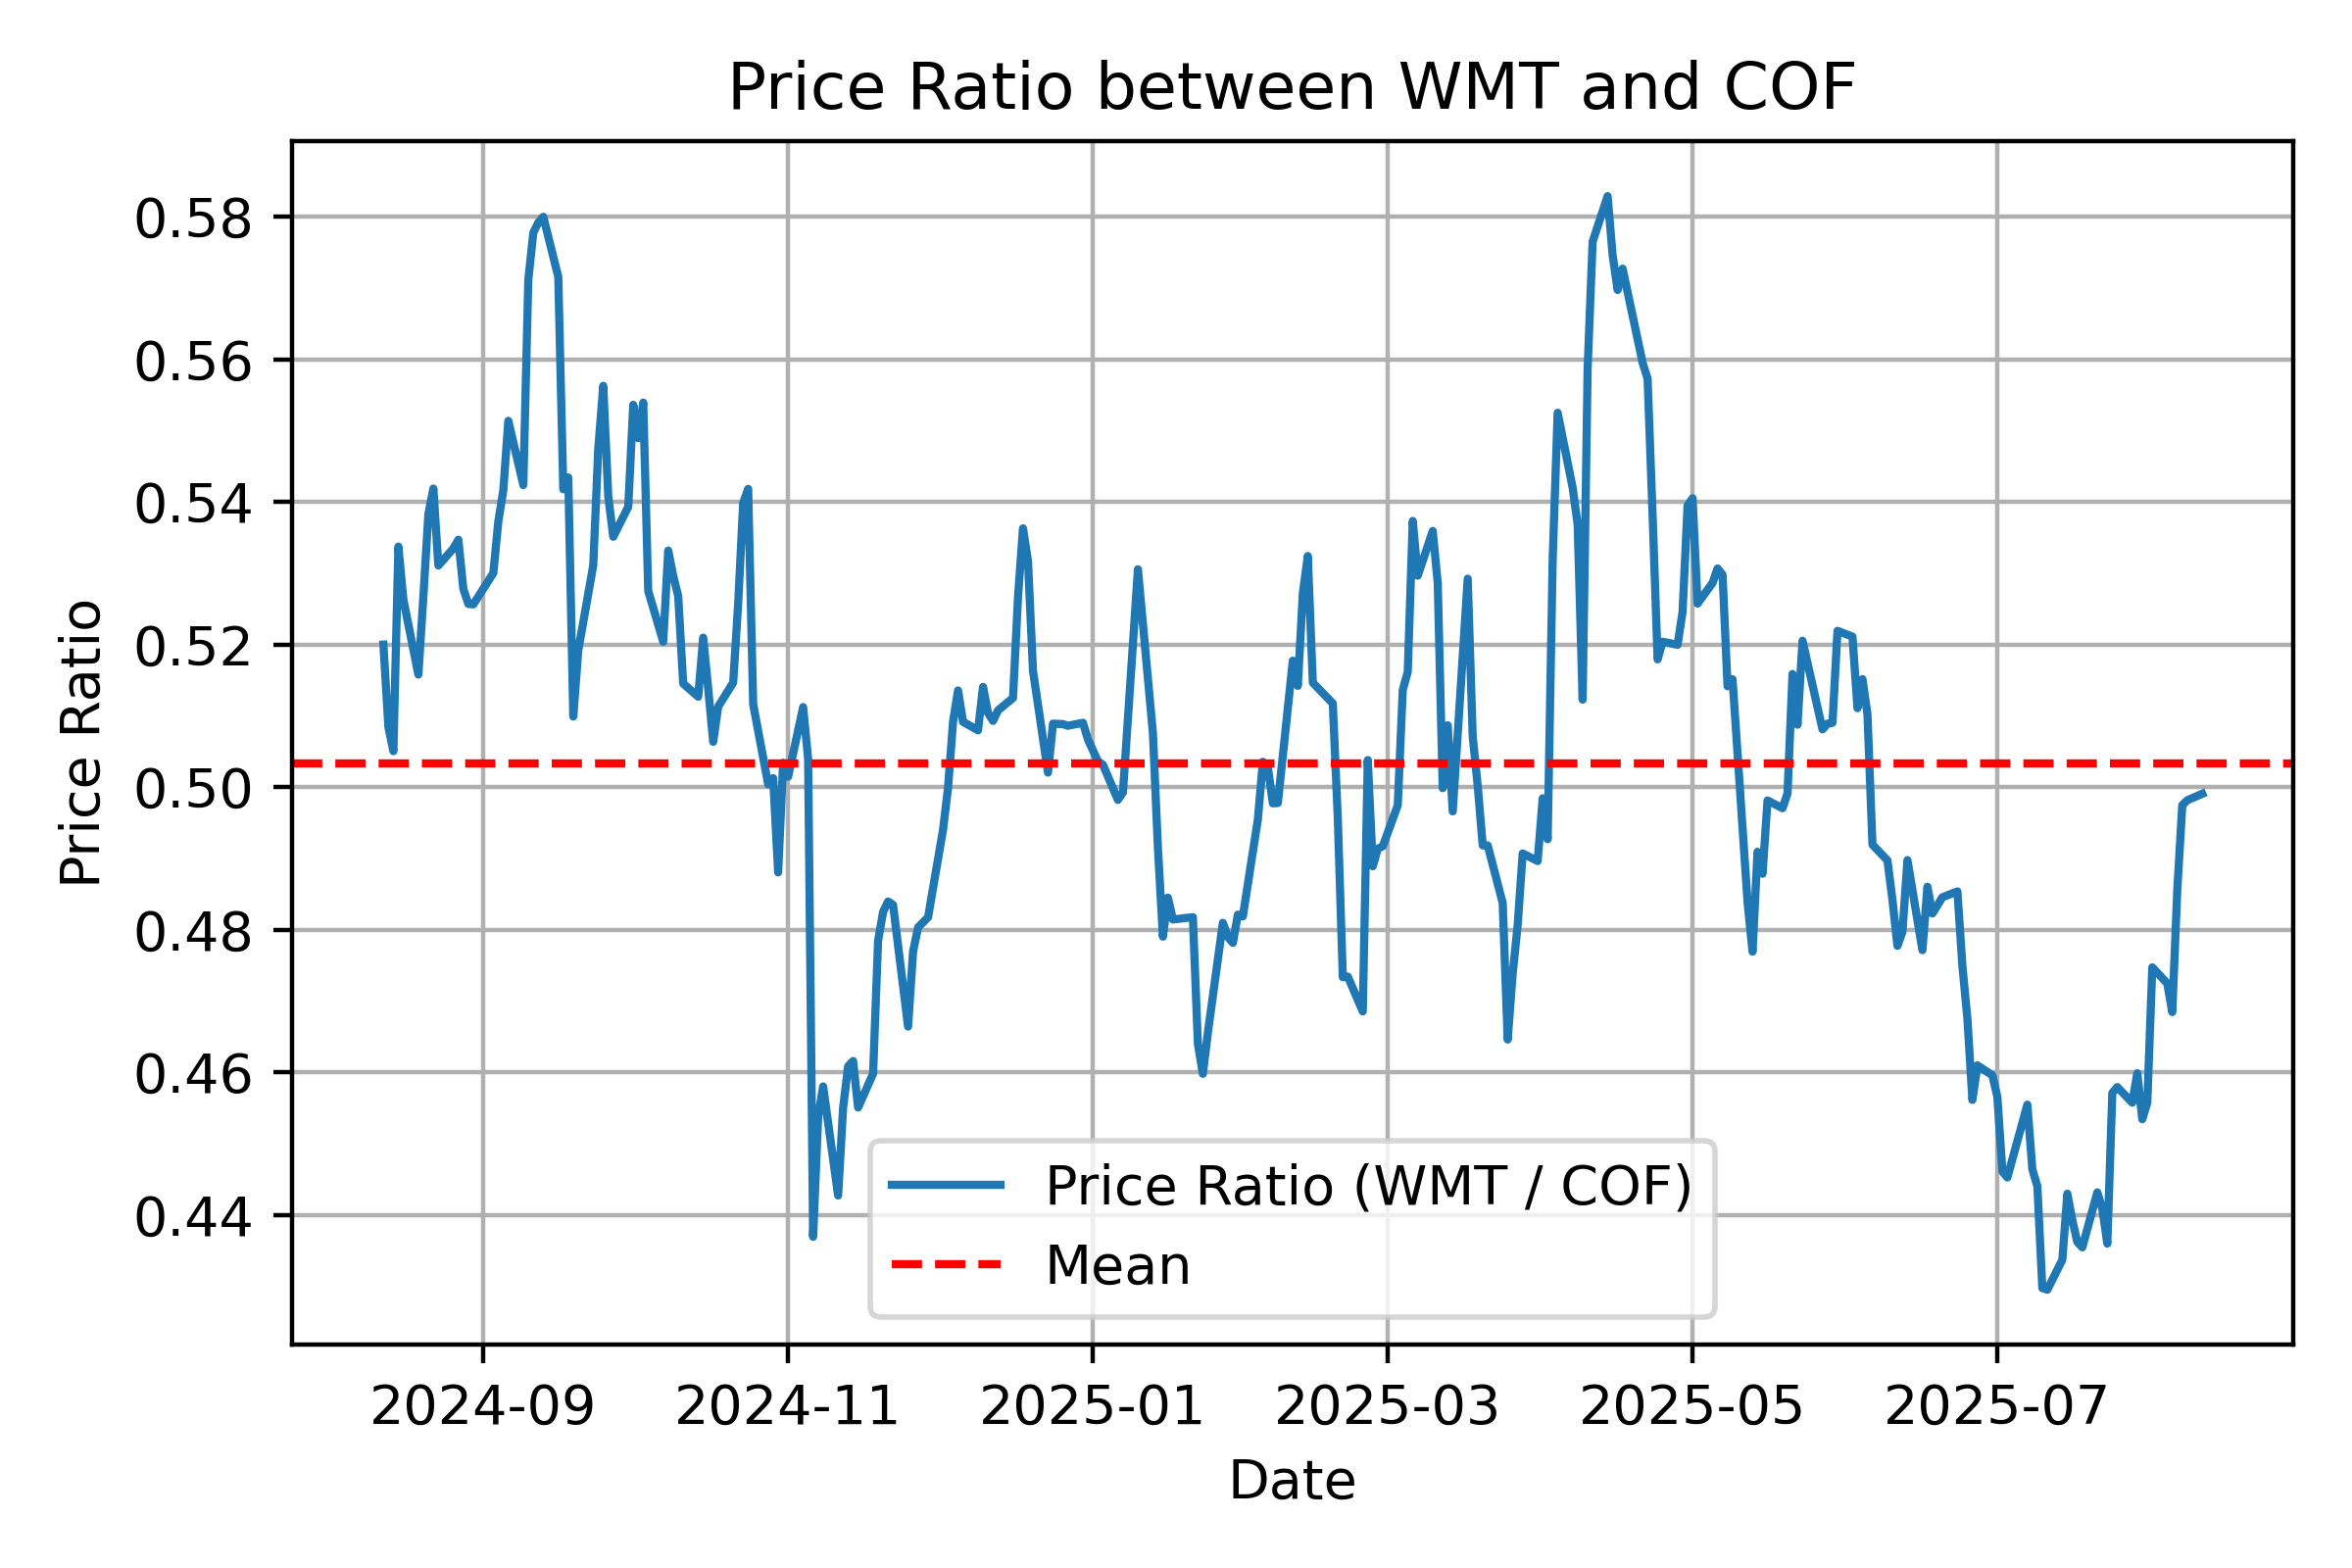 Price Ratio between WMT and COF
Price Ratio
0.58
0.56
0.54
0.52
0.50
0.48
0.46
0.44
Price Ratio (WMT / COF)
Mean
2024-09 2024-11 2025-01 2025-03 2025-05 2025-07
Date